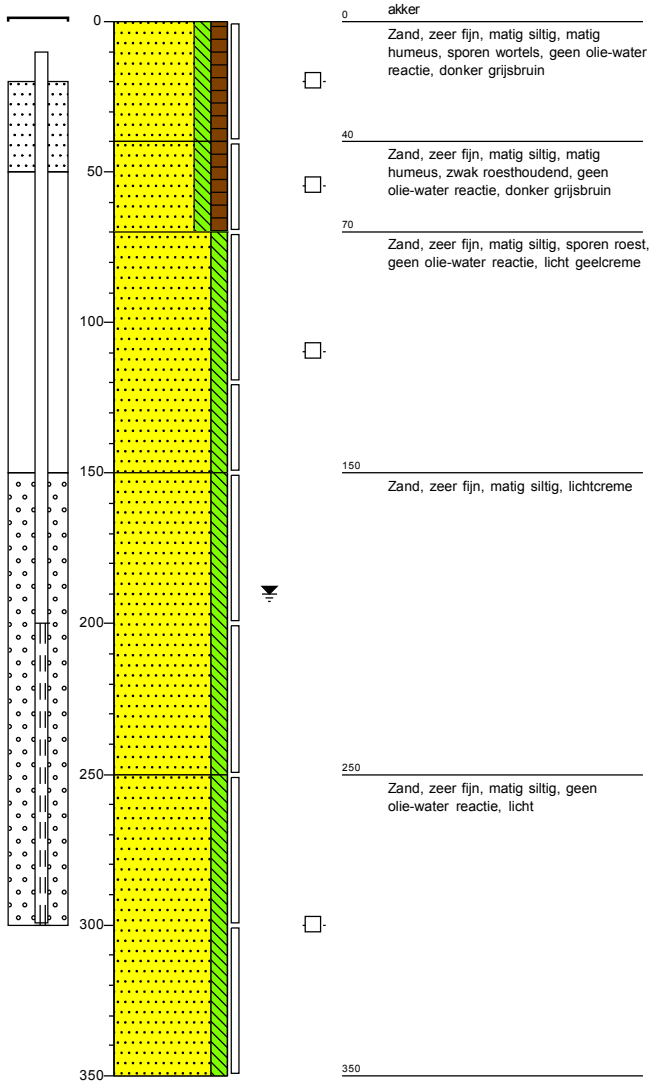 akker
0
0
Zand, zeer fijn, matig siltig, matig
humeus, sporen wortels, geen olie-water
reactie, donker grijsbruin
40
Zand, zeer fijn, matig siltig, matig
humeus, zwak roesthoudend, geen
olie-water reactie, donker grijsbruin
50
70
Zand, zeer fijn, matig siltig, sporen roest,
geen olie-water reactie, licht geelcreme
100
150
150
Zand, zeer fijn, matig siltig, lichtcreme
200
250
250
Zand, zeer fijn, matig siltig, geen
olie-water reactie, licht
300
350
350